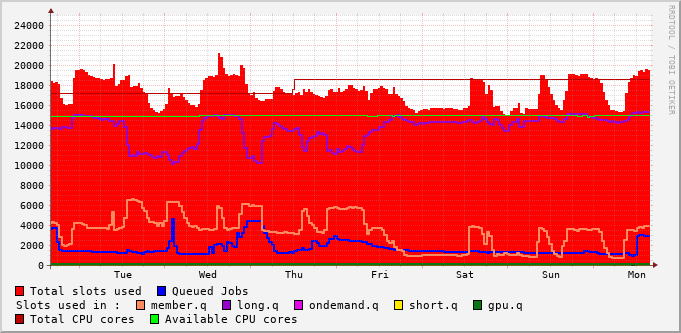 24000
22000
20000
18000
16000
14000
12000
10000
8000
6000
4000
2000
0
Tue Wed Thu Fri Sat Sun Mon
Total slots used Queued Jobs
Slots used in : member.q long.q ondemand.q short.q gpu.q
Total CPU cores Available CPU cores
RRDTOOL / TOBI OETIKER